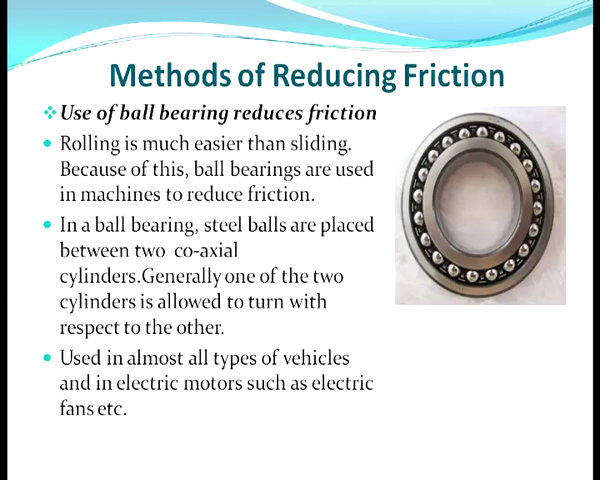 Methods of Reducing Friction
Use of ball bearing reduces friction
Rolling is much easier than sliding.
Because of this, ball bearings are used
in machines to reduce friction.
In a ball bearing, steel balls are placed
between two co-axial
cylinders.Generally one of the two
cylinders is allowed to turn with
respect to the other.
Used in almost all types of vehicles
and in electric motors such as electric
fans etc.